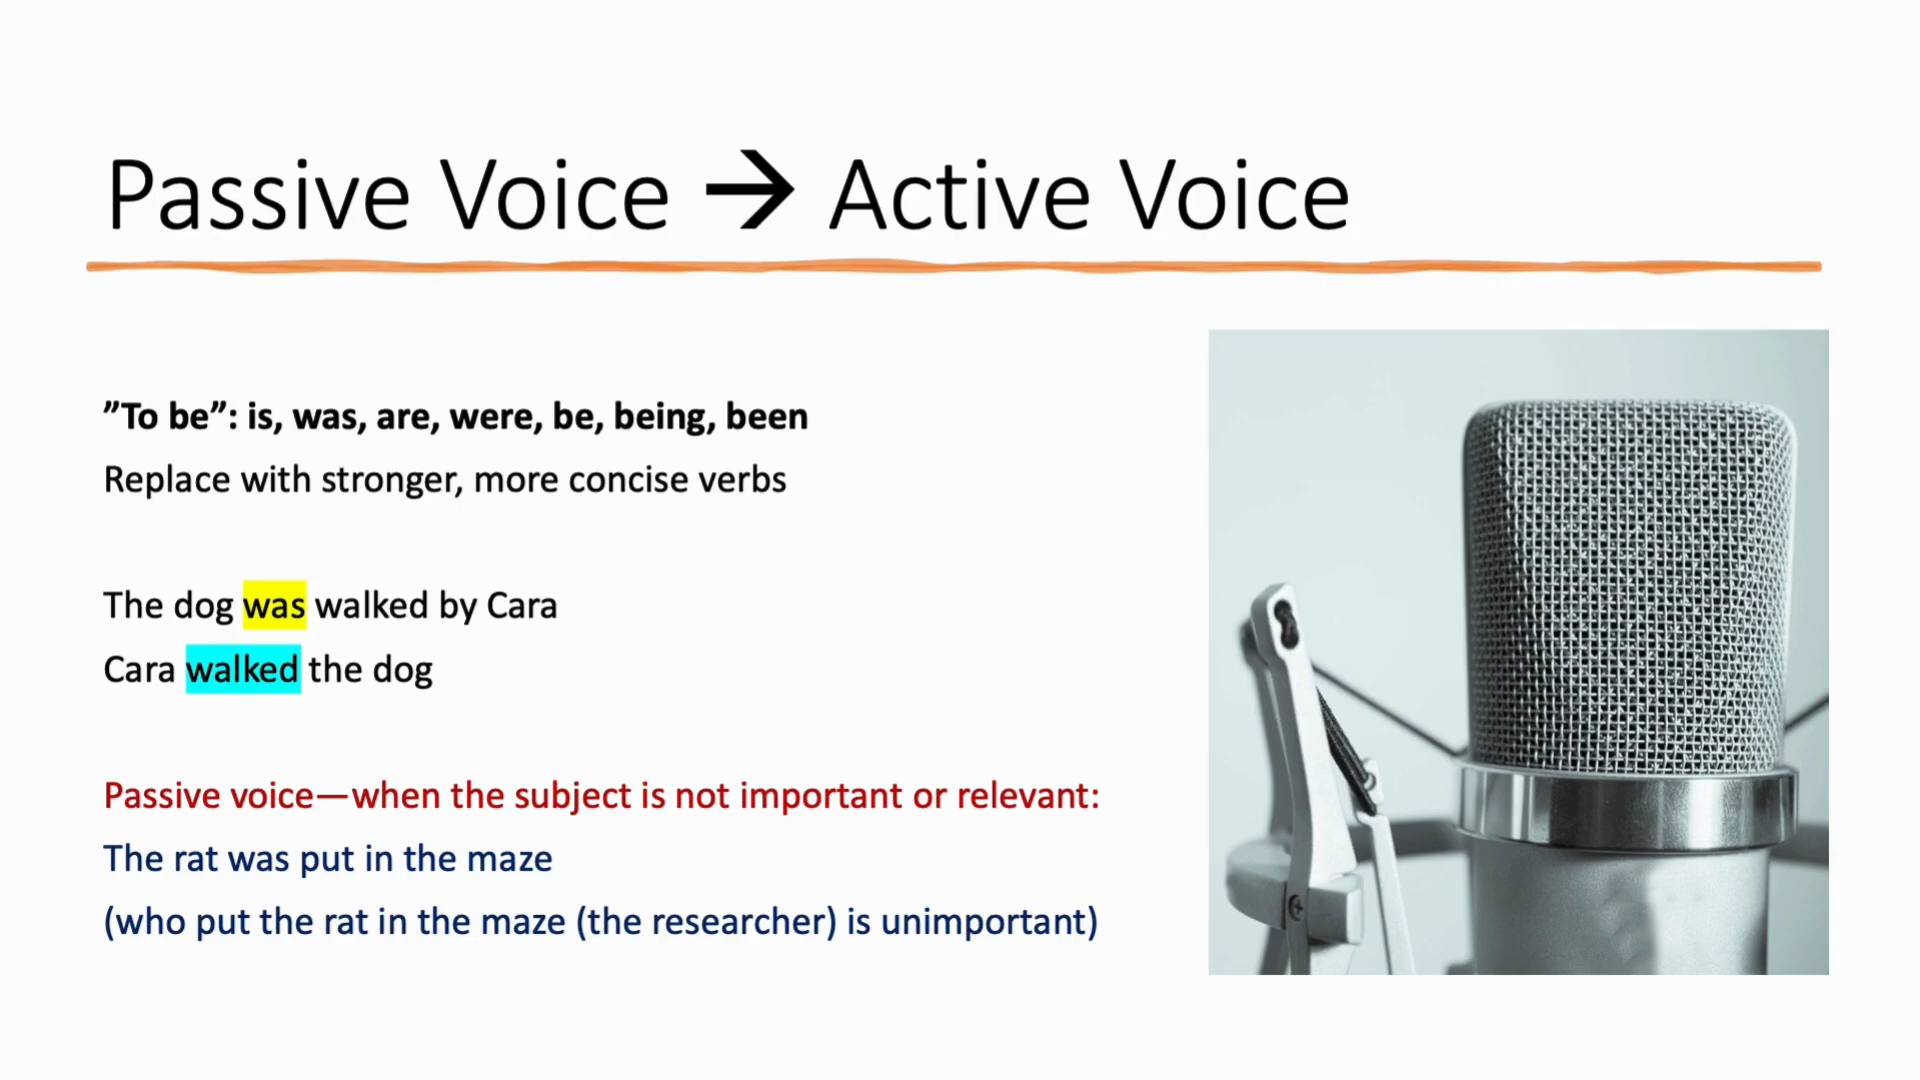 Passive Voice → Active Voice
”To be”: is, was, are, were, be, being, been
Replace with stronger, more concise verbs
The dog was walked by Cara
Cara walked the dog
Passive voice—when the subject is not important or relevant:
The rat was put in the maze
(who put the rat in the maze (the researcher) is unimportant)